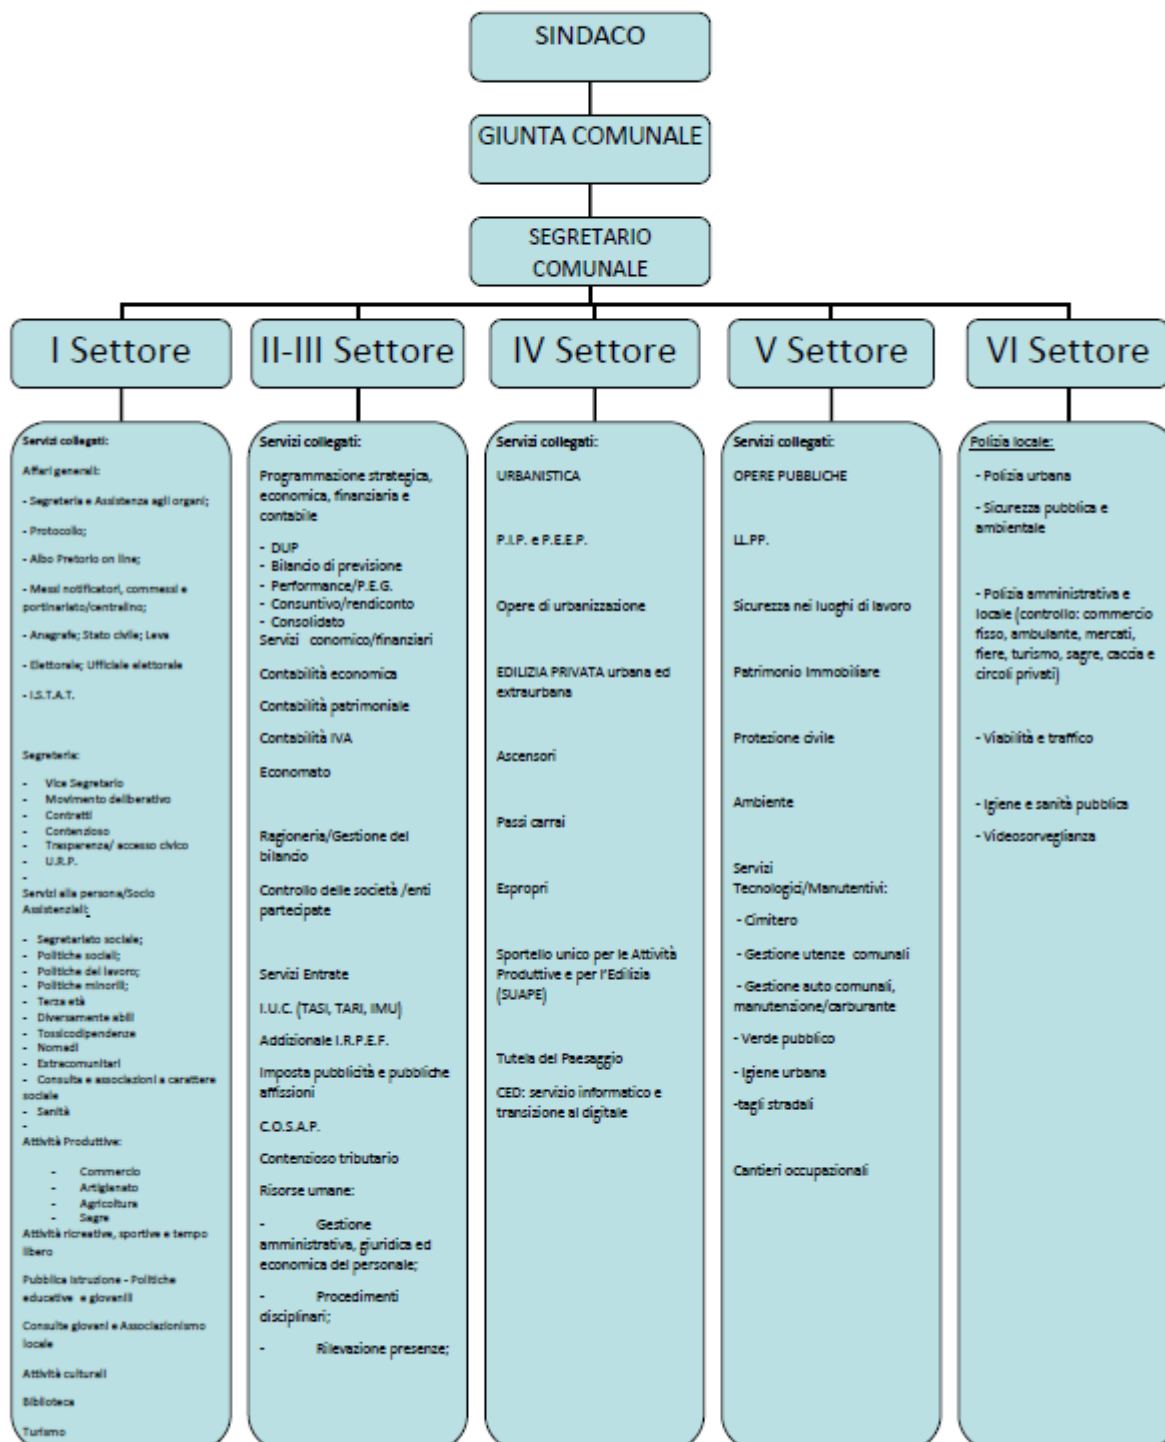 SINDACO
GIUNTA COMUNALE
SEGRETARIO
COMUNALE
I Settore
II-III Settore
IV Settore
V Settore
VI Settore
Servizi collegati:
Affari generali:
- Segreteria e Assistenza agli organi;
- Protocollo;
- Albo Pretorio on line;
- Messi notificatori, commessi e
portinariato/centralino;
- Anagrafe; Stato civile; Leva
- Elettorale; Ufficiale elettorale
- I.S.T.A.T.
Segreteria:
- Vice Segretario
- Movimento deliberativo
- Contratti
- Contenzioso
- Trasparenza/ accesso civico
- U.R.P.
-
Servizi alla persona/Socio
Assistenziali:
- Segretariato sociale;
- Politiche sociali;
- Politiche del lavoro;
- Politiche minorili;
- Terza età
- Diversamente abili
- Tossicodipendenze
- Nomadi
- Extracomunitari
- Consulta e associazioni a carattere
sociale
- Sanità
-
Attività Produttive:
- Commercio
- Artigianato
- Agricoltura
- Sagre
Attività ricreative, sportive e tempo
libero
Pubblica Istruzione - Politiche
educative e giovanili
Consulte giovani e Associazionismo
locale
Attività culturali
Biblioteca
Turismo
Servizi collegati:
Programmazione strategica,
economica, finanziaria e
contabile
- DUP
- Bilancio di previsione
- Performance/P.E.G.
- Consuntivo/rendiconto
- Consolidato
Servizi conomico/finanziari
Contabilità economica
Contabilità patrimoniale
Contabilità IVA
Economato
Ragioneria/Gestione del
bilancio
Controllo delle società /enti
partecipate
Servizi Entrate
I.U.C. (TASI, TARI, IMU)
Addizionale I.R.P.E.F.
Imposta pubblicità e pubbliche
affissioni
C.O.S.A.P.
Contenzioso tributario
Risorse umane:
- Gestione
amministrativa, giuridica ed
economica del personale;
- Procedimenti
disciplinari;
- Rilevazione presenze;
Servizi collegati:
URBANISTICA
P.I.P. e P.E.E.P.
Opere di urbanizzazione
EDILIZIA PRIVATA urbana ed
extraurbana
Ascensori
Passi carrai
Espropri
Sportello unico per le Attività
Produttive e per l'Edilizia
(SUAPE)
Tutela del Paesaggio
CED: servizio informatico e
transizione al digitale
Servizi collegati:
OPERE PUBBLICHE
LL.PP.
Sicurezza nei luoghi di lavoro
Patrimonio Immobiliare
Protezione civile
Ambiente
Servizi
Tecnologici/Manutentivi:
- Cimitero
- Gestione utenze comunali
- Gestione auto comunali,
manutenzione/carburante
- Verde pubblico
- Igiene urbana
-tagli stradali
Cantieri occupazionali
Polizia locale:
- Polizia urbana
- Sicurezza pubblica e
ambientale
- Polizia amministrativa e
locale (controllo: commercio
fisso, ambulante, mercati,
fiere, turismo, sagre, caccia e
circoli privati)
- Viabilità e traffico
- Igiene e sanità pubblica
- Videosorveglianza